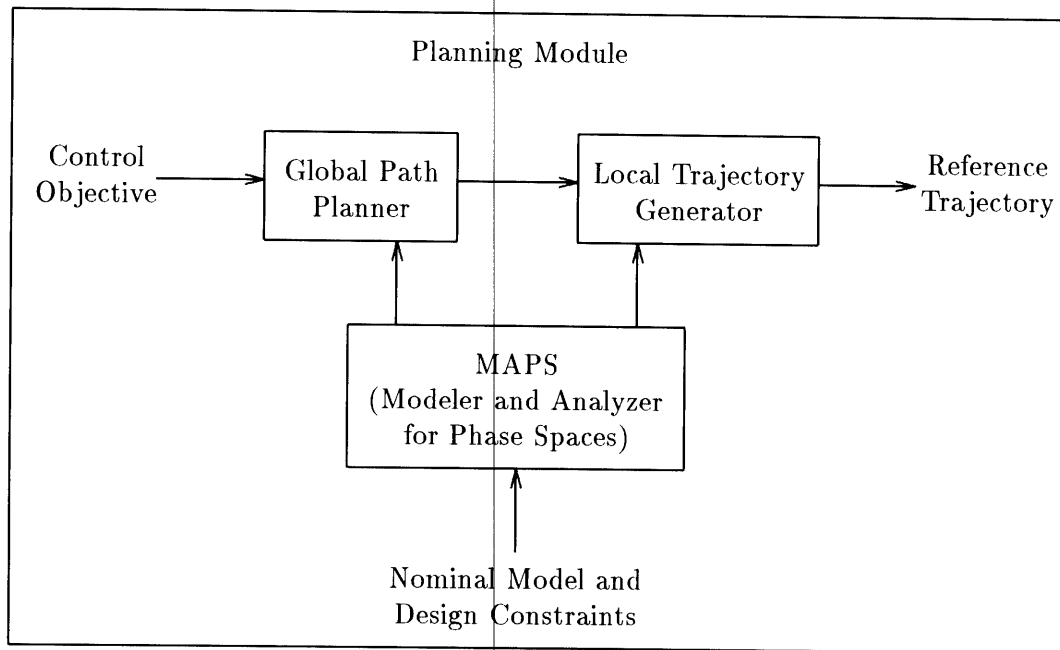 Planning Module
Control
Objective
Global Path
Planner
Local Trajectory
Generator
Reference
Trajectory
MAPS
(Modeler and Analyzer
for Phase Spaces)
Nominal Model and
Design Constraints